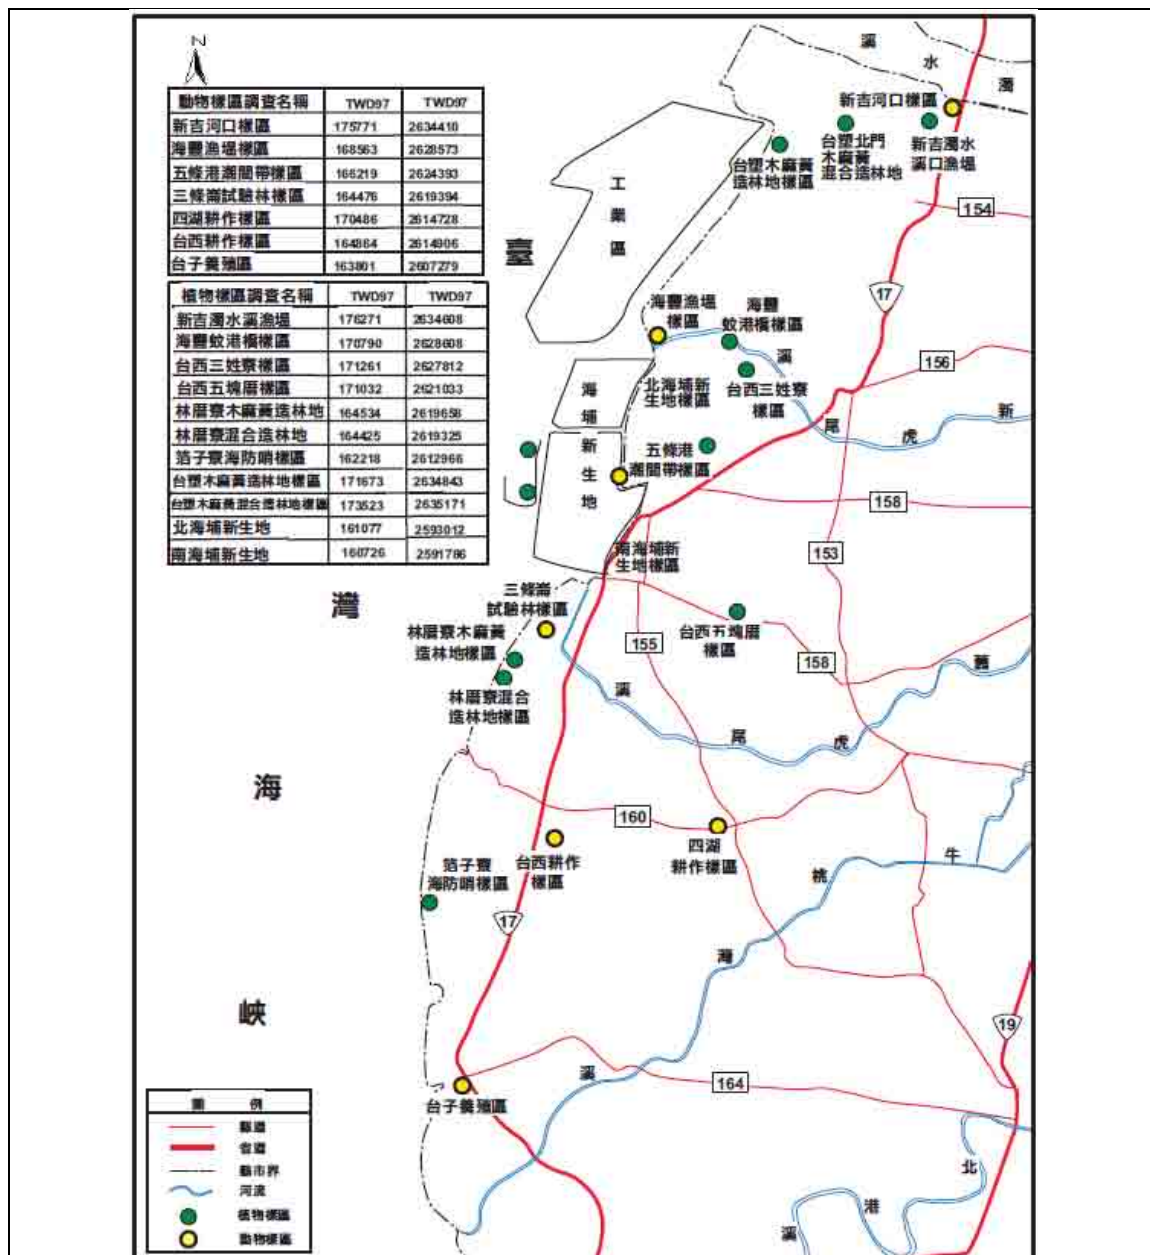 N
動物樣區調查名稱 TWD97 TWD97
新吉河口樣區 175771 2634410
海豐漁塭樣區 168563 2628573
五條港潮間帶樣區 166219 2624393
三條崙試驗林樣區 164476 2619394
四湖耕作樣區 170486 2614728
台西耕作樣區 164864 2614906
台子養殖區 163801 2607279
植物樣區調查名稱 TWD97 TWD97
新吉濁水溪漁塭 176271 2634608
海豐蚊港橋樣區 170790 2628608
台西三姓寮樣區 171261 2627812
台西五塊厝樣區 171032 2621033
林厝寮木麻黃造林地 164534 2619658
林厝寮混合造林地 164425 2619325
箔子寮海防哨樣區 162218 2612966
台塑木麻黃造林地樣區 171673 2634843
台塑木麻黃混合造林地樣區 173523 2635171
北海埔新生地 161077 2593012
南海埔新生地 160726 2591786
溪
水
濁
新吉河口樣區
台塑木麻黃
造林地樣區
台塑北門
木麻黃
混合造林地
新吉濁水
溪口漁塭
154
工
業
區
臺
17
海豐漁塭
樣區
海豐
蚊港橋樣區
溪
156
台西三姓寮
樣區
北海埔新
生地樣區
海
埔
新
生
地
尾
虎
新
五條港
潮間帶樣區
158
153
南海埔新
生地樣區
灣
三條崙
試驗林樣區
林厝寮木麻黃
造林地樣區
155
台西五塊厝
樣區
158
舊
林厝寮混合
造林地樣區
溪
尾
虎
海
160
台西耕作
樣區
四湖
耕作樣區
牛
桃
箔子寮
海防哨樣區
17
灣
峽
19
溪
164
台子養殖區
北
港
溪
圖 例
縣道
省道
縣市界
河流
植物樣區
動物樣區